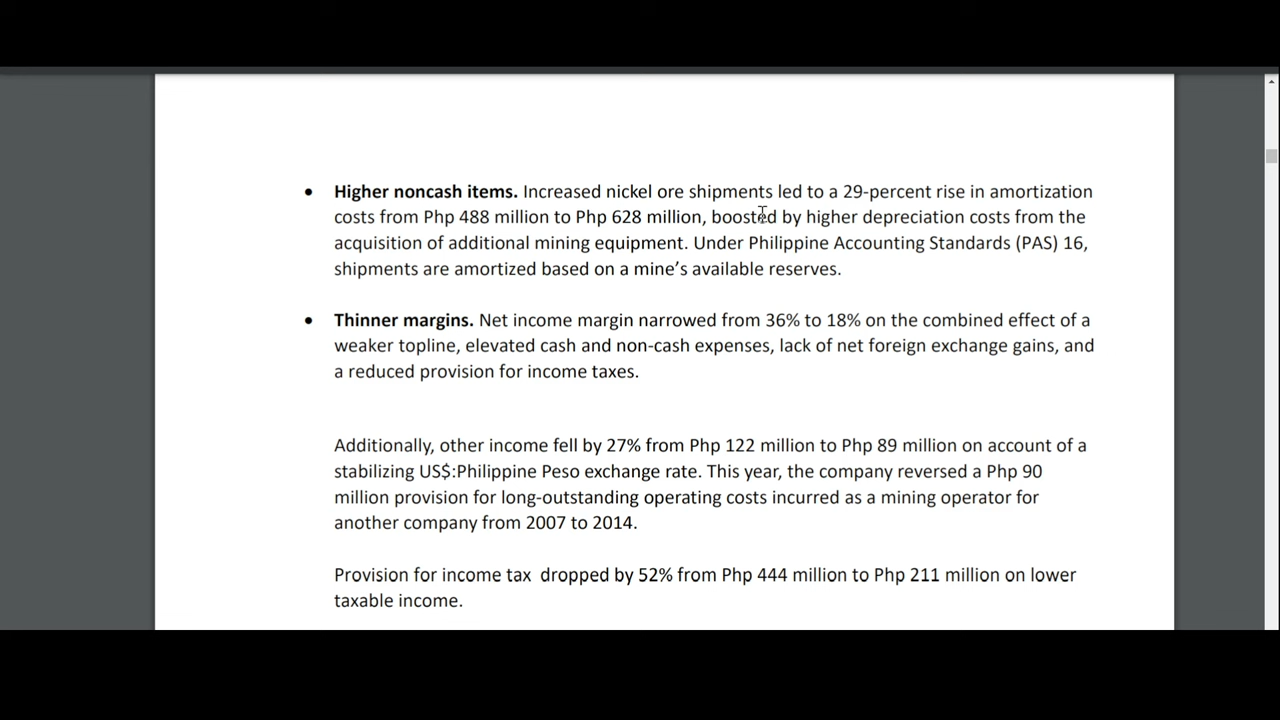 • Higher noncash items. Increased nickel ore shipments led to a 29-percent rise in amortization
costs from Php 488 million to Php 628 million, boosted by higher depreciation costs from the
acquisition of additional mining equipment. Under Philippine Accounting Standards (PAS) 16,
shipments are amortized based on a mine’s available reserves.
• Thinner margins. Net income margin narrowed from 36% to 18% on the combined effect of a
weaker topline, elevated cash and non-cash expenses, lack of net foreign exchange gains, and
a reduced provision for income taxes.
Additionally, other income fell by 27% from Php 122 million to Php 89 million on account of a
stabilizing US$:Philippine Peso exchange rate. This year, the company reversed a Php 90
million provision for long-outstanding operating costs incurred as a mining operator for
another company from 2007 to 2014.
Provision for income tax  dropped by 52% from Php 444 million to Php 211 million on lower
taxable income.